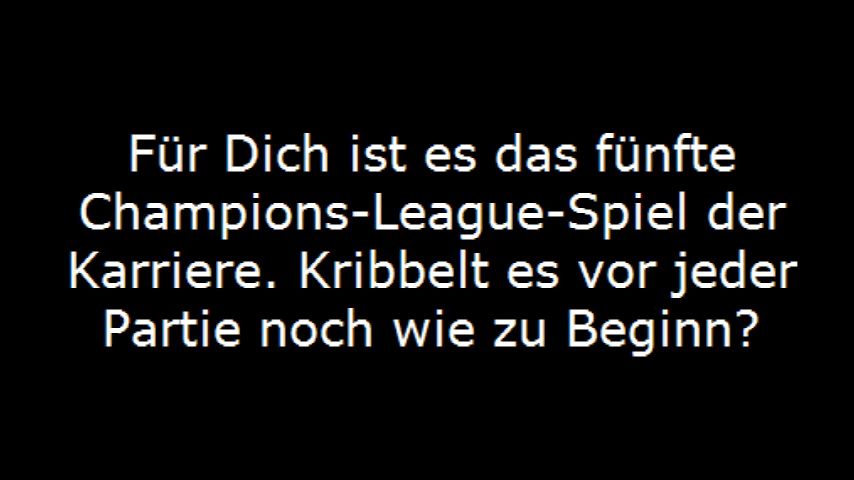 Für Dich ist es das fünfte
Champions-League-Spiel der
Karriere. Kribbelt es vor jeder
Partie noch wie zu Beginn?